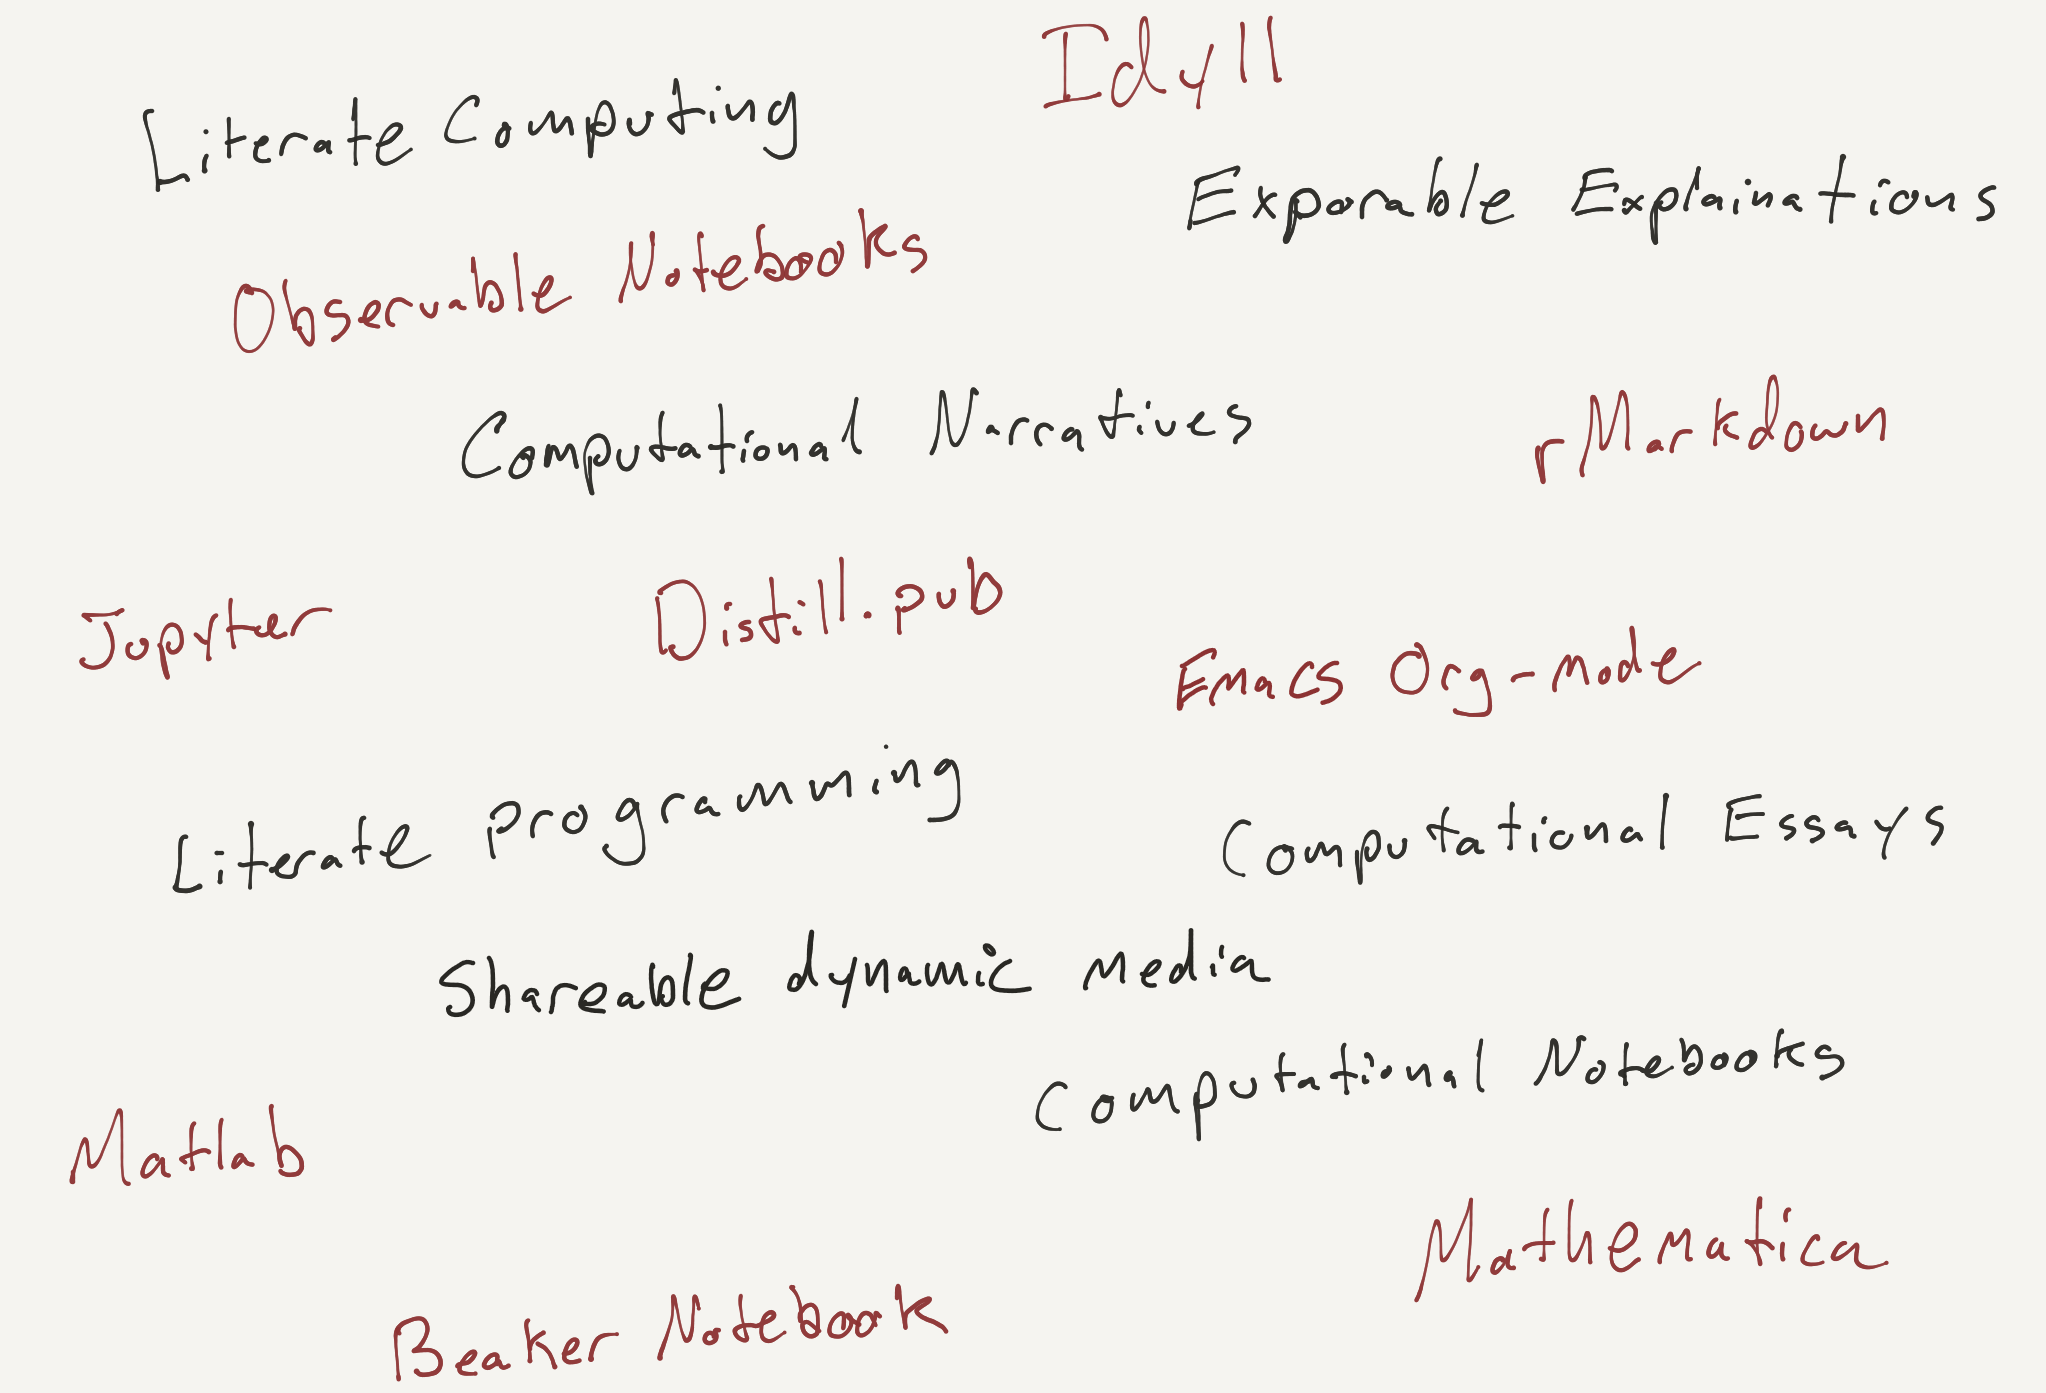 Idyll
Literate Computing
Exporable Explainations
Observable Notebooks
Computational Narratives
rMarkdown
Jupyter
Distill.pub
Emacs Org-mode
Literate programming
Computational Essays
Shareable dynamic media
Computational Notebooks
Matlab
Mathematica
Beaker Notebook